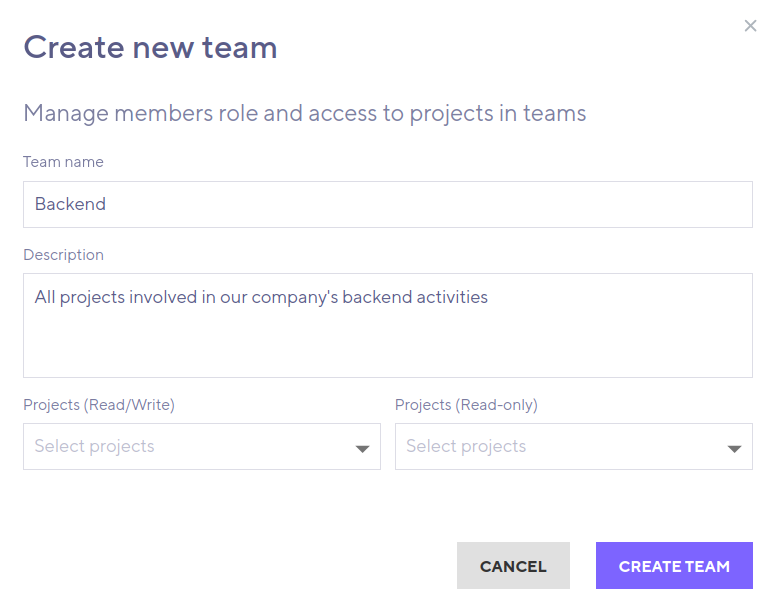 Create new team
Manage members role and access to projects in teams
Team name
Backend
Description
All projects involved in our company's backend activities
Projects (Read/Write)
Projects (Read-only)
Select projects
Select projects
CANCEL
CREATE TEAM